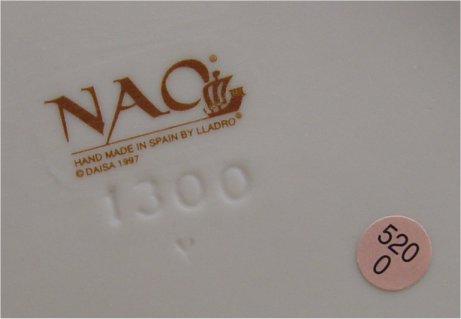 NAO®
HAND MADE IN SPAIN BY LLADRO®
© DAISA 1997
1300
P
520
0